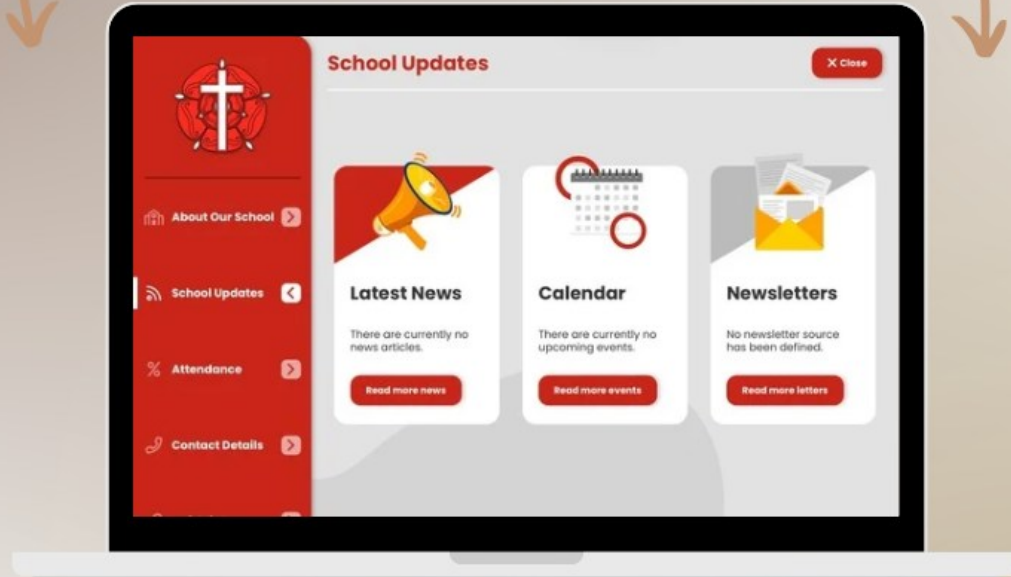 School Updates
X Close
About Our School
School Updates
Attendance
Contact Details
Latest News
There are currently no
news articles.
Read more news
Calendar
There are currently no
upcoming events.
Read more events
Newsletters
No newsletter source
has been defined.
Read more letters